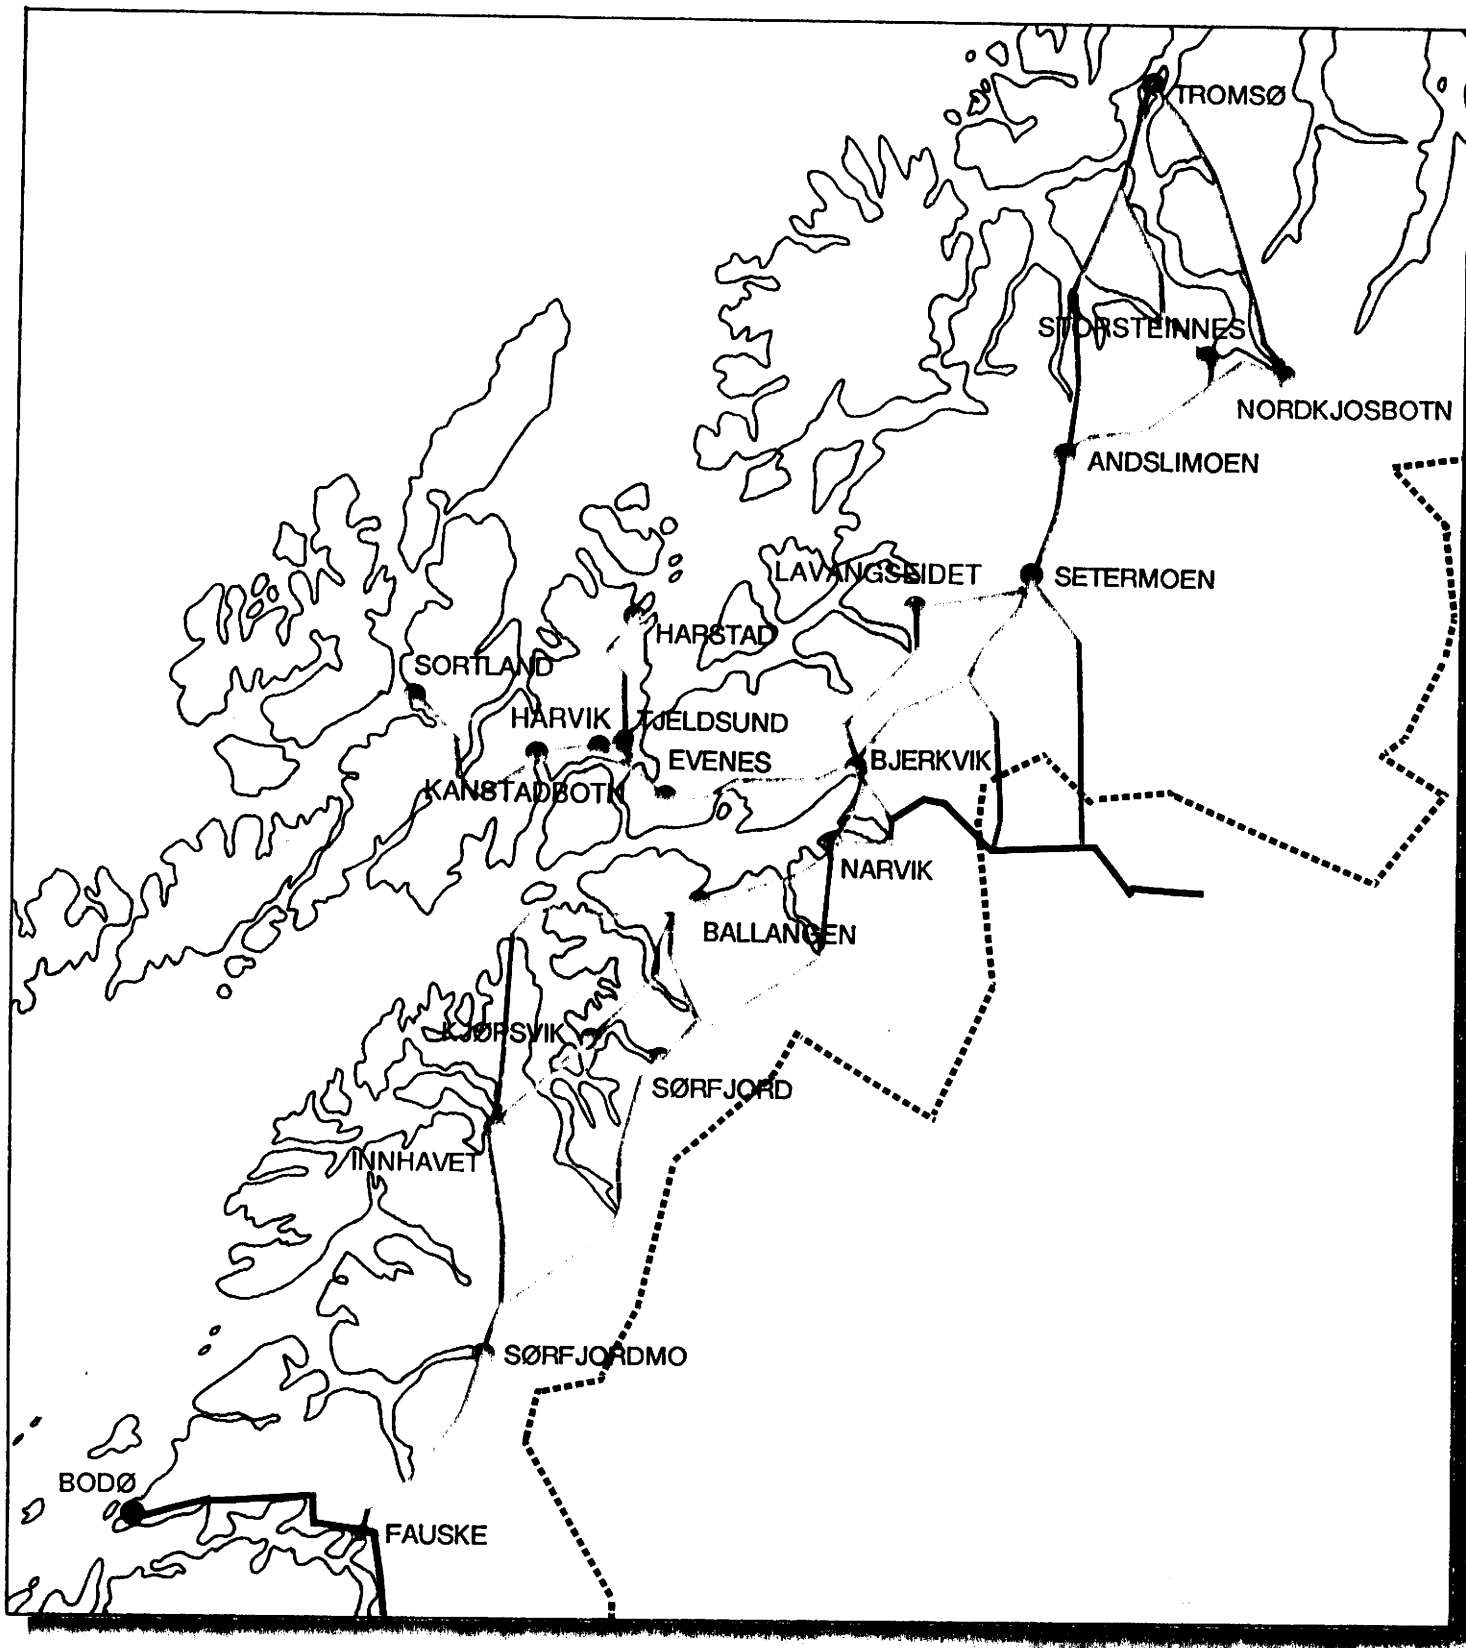 TROMSØ
STORSTEINNES
NORDKJOSBOTN
ANDSLIMOEN
LAVANGSEIDET
SETERMOEN
HARSTAD
SORTLAND
HARVIK
TJELDSUND
EVENES
BJERKVIK
KANSTADBOTN
NARVIK
BALLANGEN
KJØPSVIK
SØRFJORD
INNHAVET
SØRFJORDMO
BODØ
FAUSKE